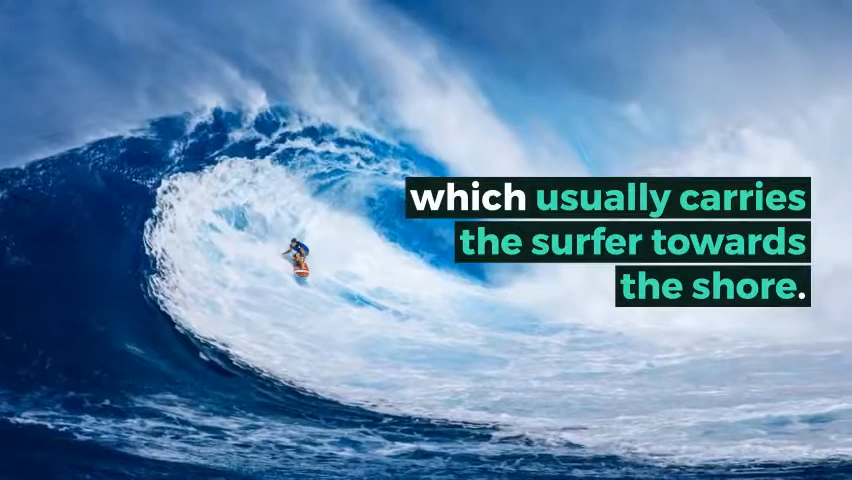 which usually carries
the surfer towards
the shore.